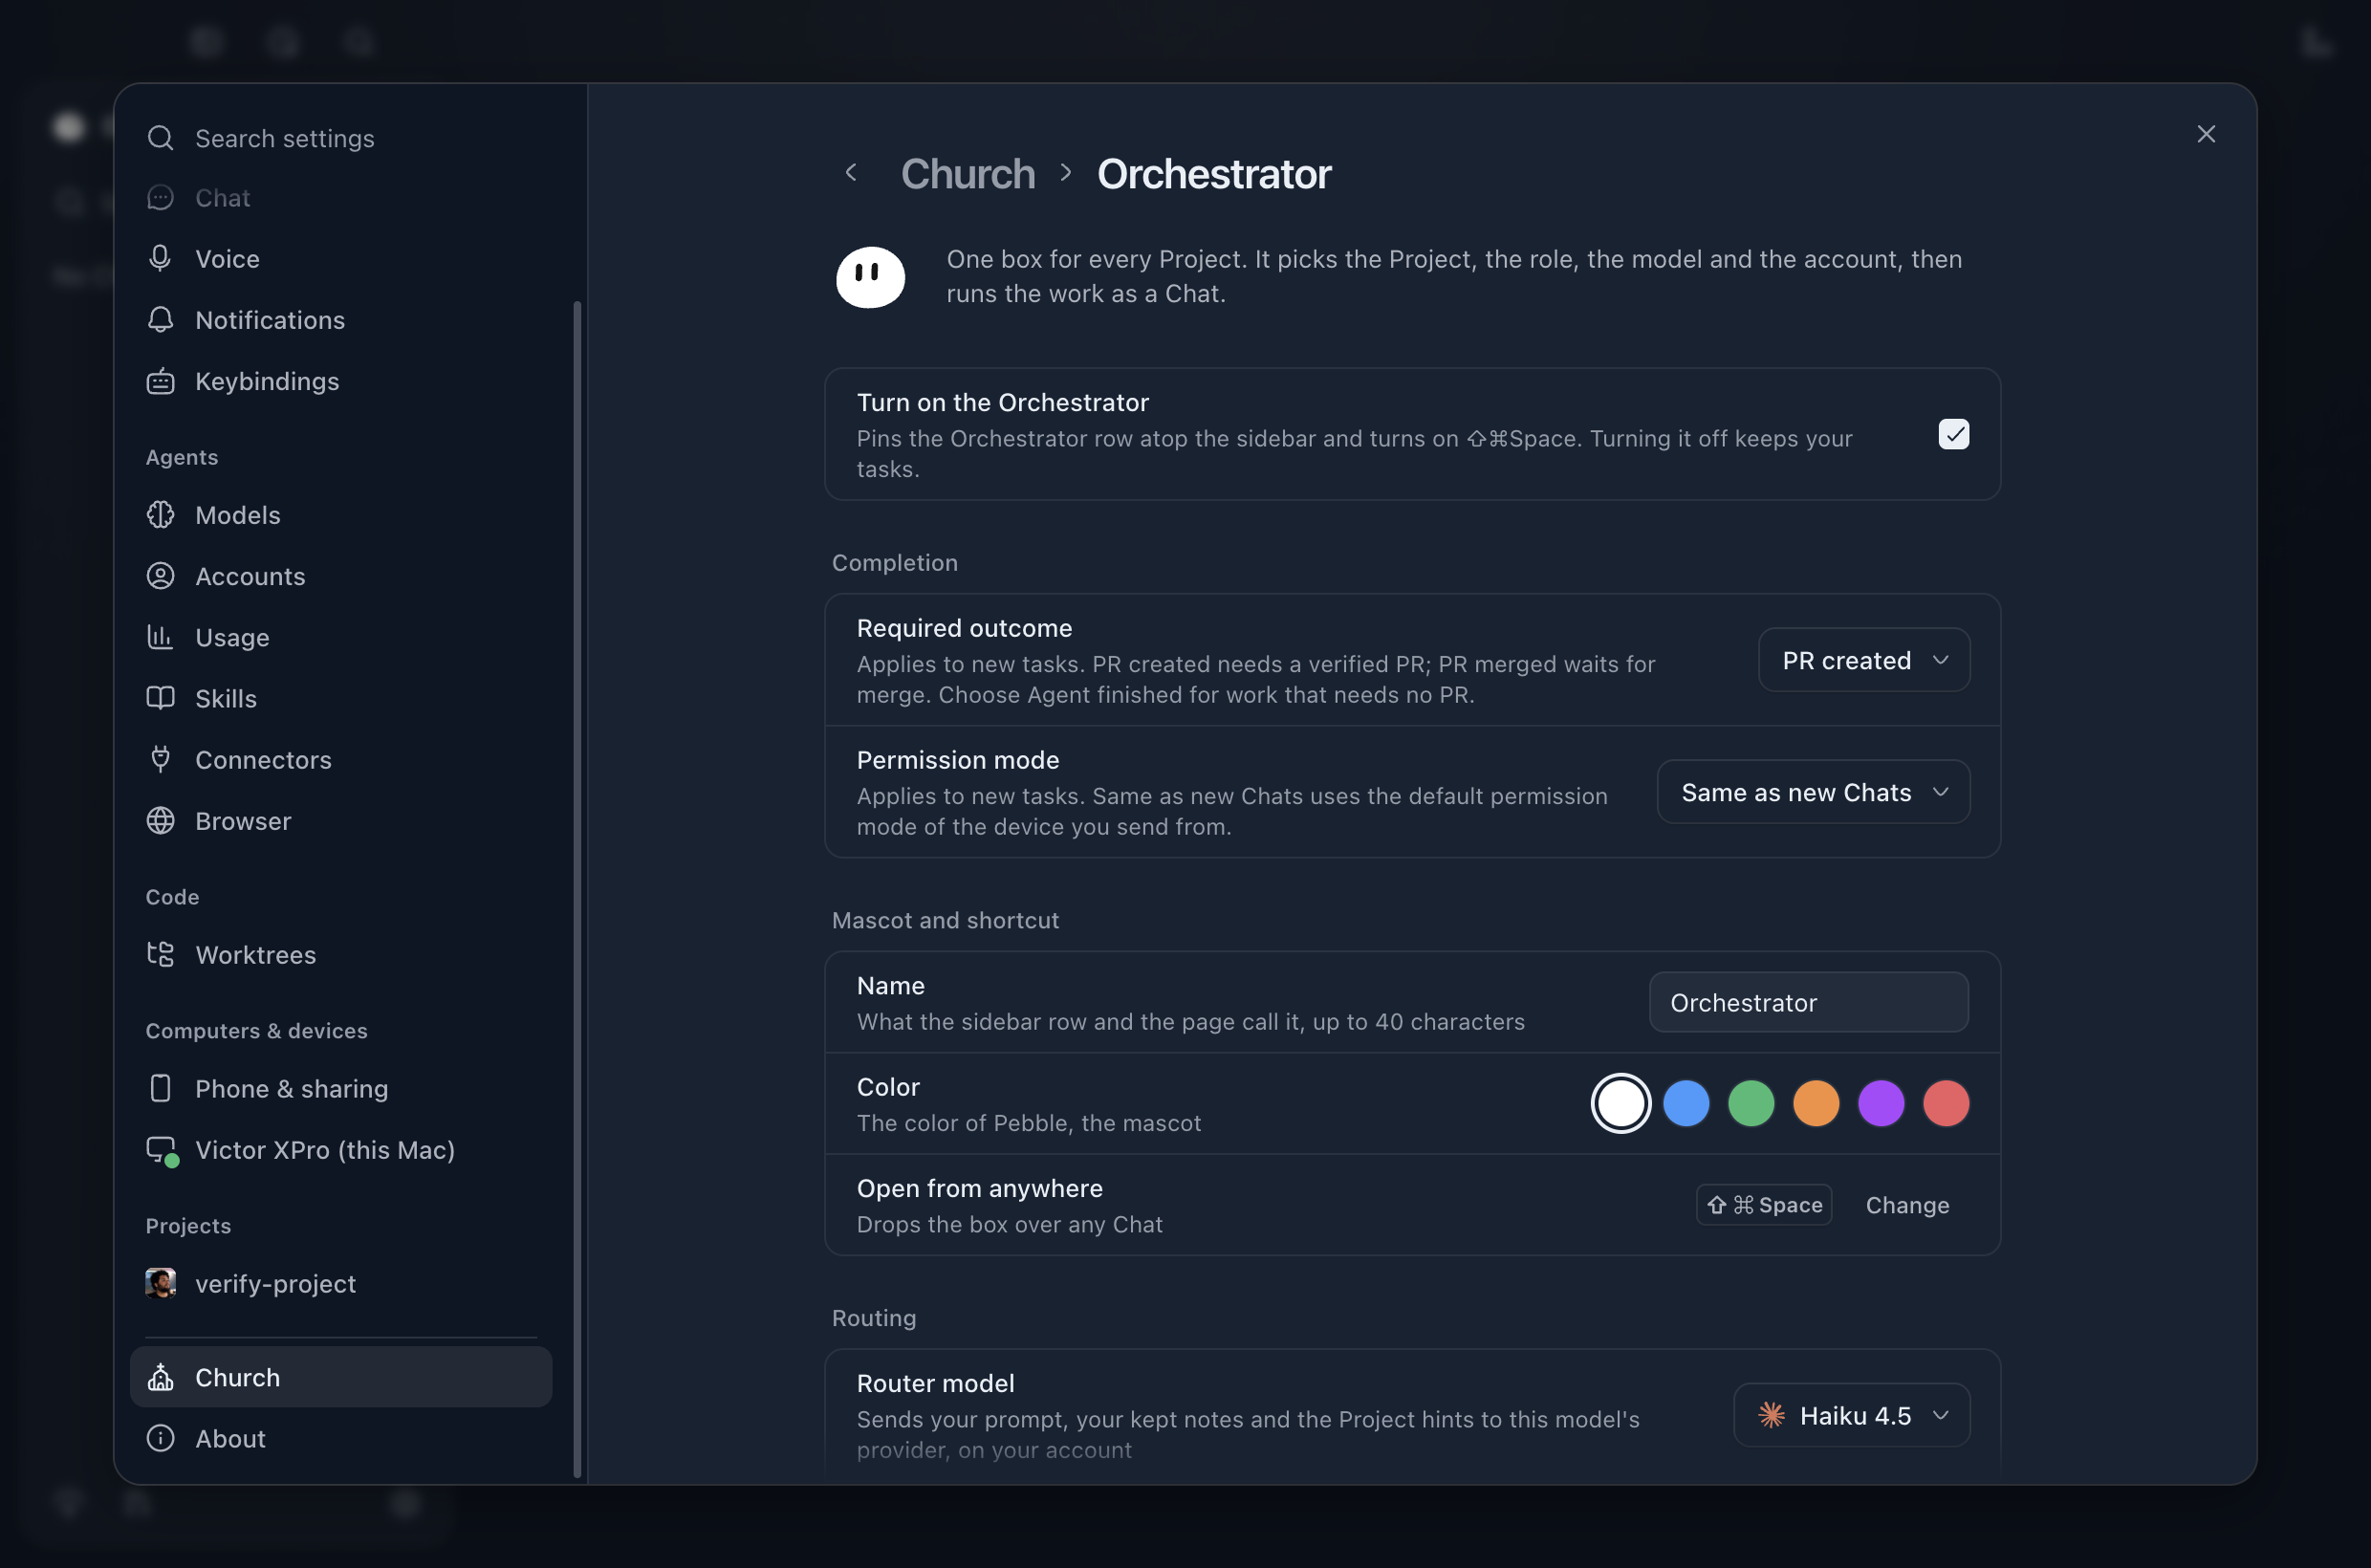 Search settings
Chat
Voice
Notifications
Keybindings
Agents
Models
Accounts
Usage
Skills
Connectors
Browser
Code
Worktrees
Computers & devices
Phone & sharing
Victor XPro (this Mac)
Projects
verify-project
Church
About
Church > Orchestrator
One box for every Project. It picks the Project, the role, the model and the account, then
runs the work as a Chat.
Turn on the Orchestrator
Pins the Orchestrator row atop the sidebar and turns on ⇧⌘Space. Turning it off keeps your
tasks.
Completion
Required outcome
Applies to new tasks. PR created needs a verified PR; PR merged waits for
merge. Choose Agent finished for work that needs no PR.
PR created
Permission mode
Applies to new tasks. Same as new Chats uses the default permission
mode of the device you send from.
Same as new Chats
Mascot and shortcut
Name
What the sidebar row and the page call it, up to 40 characters
Orchestrator
Color
The color of Pebble, the mascot
Open from anywhere
Drops the box over any Chat
⇧ ⌘ Space
Change
Routing
Router model
Sends your prompt, your kept notes and the Project hints to this model's
provider, on your account
Haiku 4.5